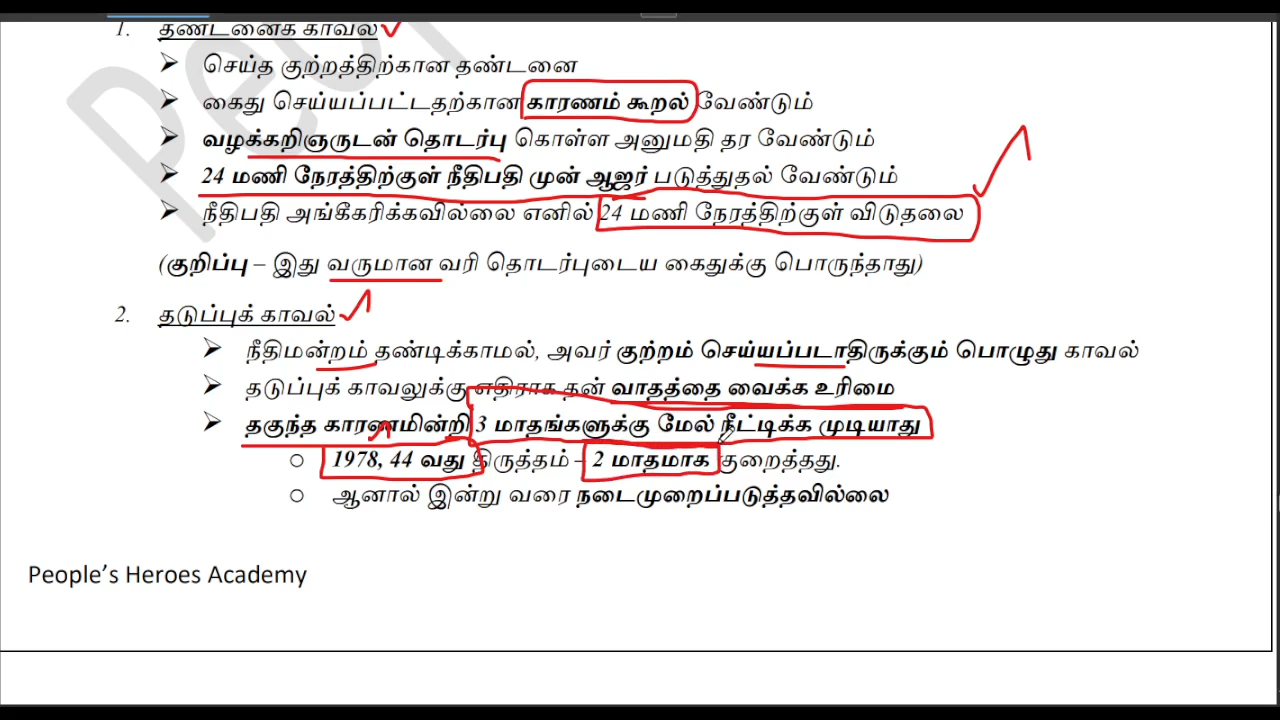 1. தண்டனைக் காவல்
➤ செய்த குற்றத்திற்கான தண்டனை
➤ கைது செய்யப்பட்டதற்கான காரணம் கூறல் வேண்டும்
➤ வழக்கறிஞருடன் தொடர்பு கொள்ள அனுமதி தர வேண்டும்
➤ 24 மணி நேரத்திற்குள் நீதிபதி முன் ஆஜர் படுத்துதல் வேண்டும்
➤ நீதிபதி அங்கீகரிக்கவில்லை எனில் 24 மணி நேரத்திற்குள் விடுதலை
(குறிப்பு – இது வருமான வரி தொடர்புடைய கைதுக்கு பொருந்தாது)
2. தடுப்புக் காவல்
➤ நீதிமன்றம் தண்டிக்காமல், அவர் குற்றம் செய்யப்படாதிருக்கும் பொழுது காவல்
➤ தடுப்புக் காவலுக்கு எதிராக தன் வாதத்தை வைக்க உரிமை
➤ தகுந்த காரணமின்றி 3 மாதங்களுக்கு மேல் நீட்டிக்க முடியாது
○ 1978, 44 வது திருத்தம் – 2 மாதமாக குறைத்தது.
○ ஆனால் இன்று வரை நடைமுறைப்படுத்தவில்லை
People's Heroes Academy